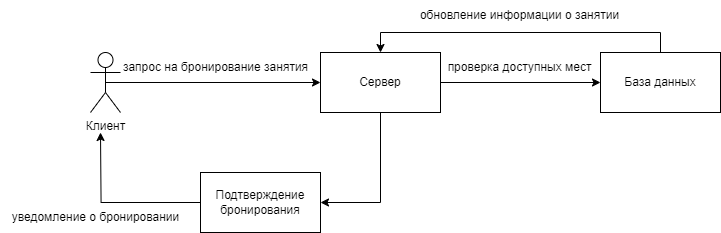 обновление информации о занятии
запрос на бронирование занятия
Сервер
проверка доступных мест
База данных
Клиент
Подтверждение
бронирования
уведомление о бронировании